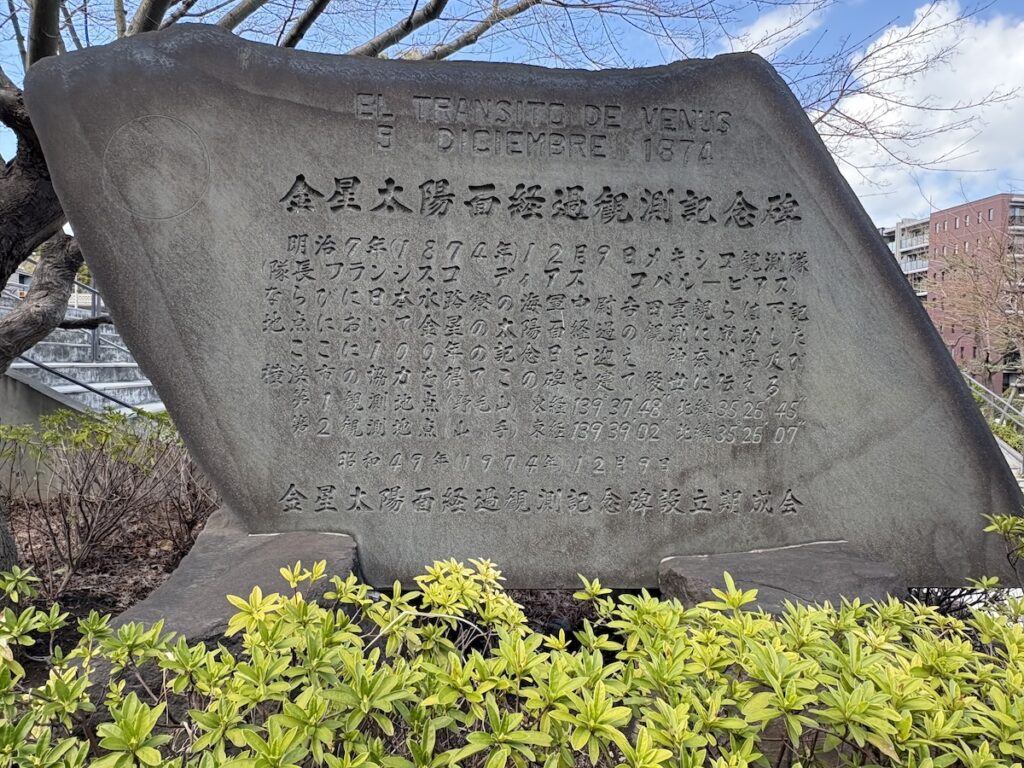 EL TRANSITO DE VENUS
9 DICIEMBRE 1874
金星太陽面経過観測記念碑
明治7年(1874年)12月9日メキシコ観測隊
(隊長フランシスコ ディアス コバルービアス)
ならびに日本水路寮の海軍中尉吉田重親らは下記
地点において金星の太陽面経過の観測に成功した
ここに100年の記念日を迎え神奈川県及び
横浜市の協力を得てこの碑を建て後世に伝える
第1観測地点(野毛山)東経139°37′48″北緯35°26′45″
第2観測地点(山手)東経139°39′02″北緯35°26′07″
昭和49年(1974年)12月9日
金星太陽面経過観測記念碑設立期成会